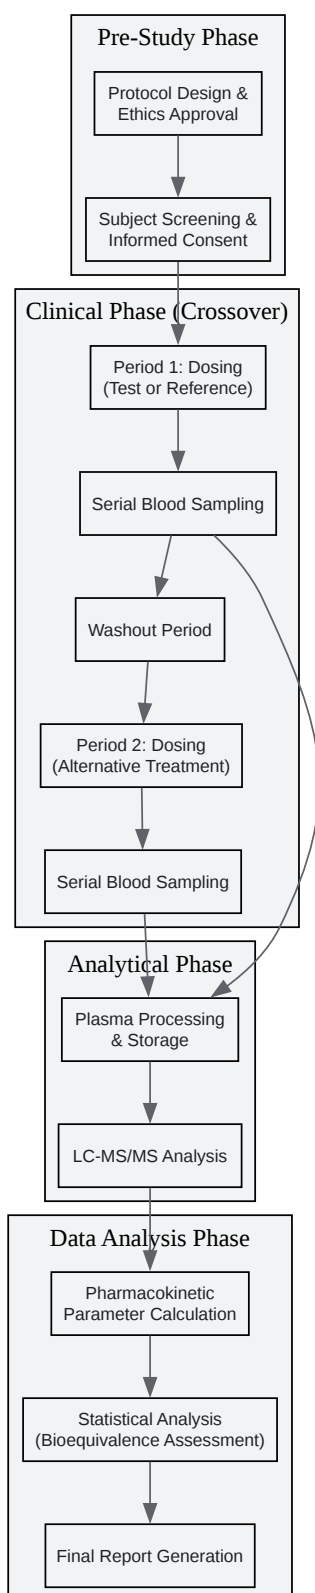 Pre-Study Phase
Protocol Design &
Ethics Approval
Subject Screening &
Informed Consent
Clinical Phase (Crossover)
Period 1: Dosing
(Test or Reference)
Serial Blood Sampling
Washout Period
Period 2: Dosing
(Alternative Treatment)
Serial Blood Sampling
Analytical Phase
Plasma Processing
& Storage
LC-MS/MS Analysis
Data Analysis Phase
Pharmacokinetic
Parameter Calculation
Statistical Analysis
(Bioequivalence Assessment)
Final Report Generation